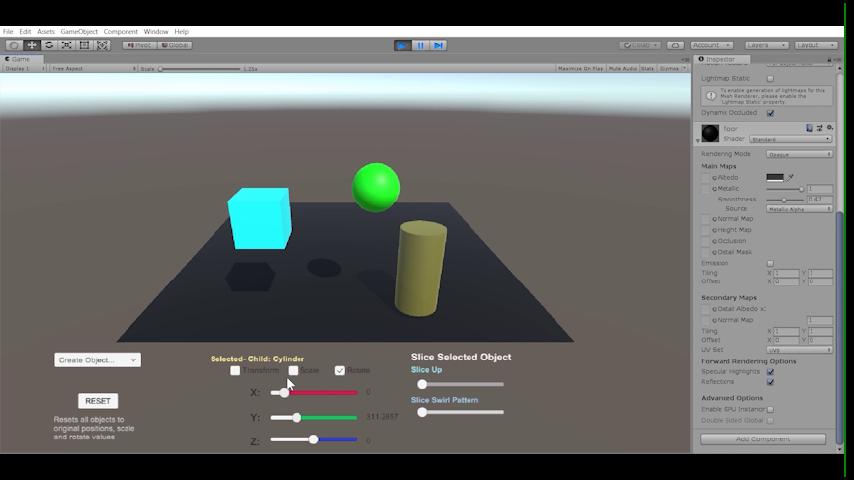 File Edit Assets GameObject Component Window Help
Pivot Global Collab Account Layers Layout
Game
Display 1 Free Aspect Scale 1.25x Maximize On Play Mute Audio Stats Gizmos
Inspector
Lightmap Static
To enable generation of lightmaps for this
Mesh Renderer, please enable the
'Lightmap Static' property.
Dynamic Occluded
floor
Shader Standard
Rendering Mode Opaque
Main Maps
Albedo
Metallic 1
Smoothness
Source Metallic Alpha
Normal Map
Height Map
Occlusion
Detail Mask
Emission
Tiling X 1 Y 1
Offset X 0 Y 0
Secondary Maps
Detail Albedo x2
Normal Map 1
Tiling X 1 Y 1
Offset X 0 Y 0
UV Set UV0
Forward Rendering Options
Specular Highlights
Reflections
Advanced Options
Enable GPU Instancin
Double Sided Global
Add Component
Create Object...
RESET
Resets all objects to
original positions, scale
and rotate values
Selected- Child: Cylinder
Transform Scale Rotate
X: 0
Y:
Z: 0
Slice Selected Object
Slice Up
Slice Swirl Pattern